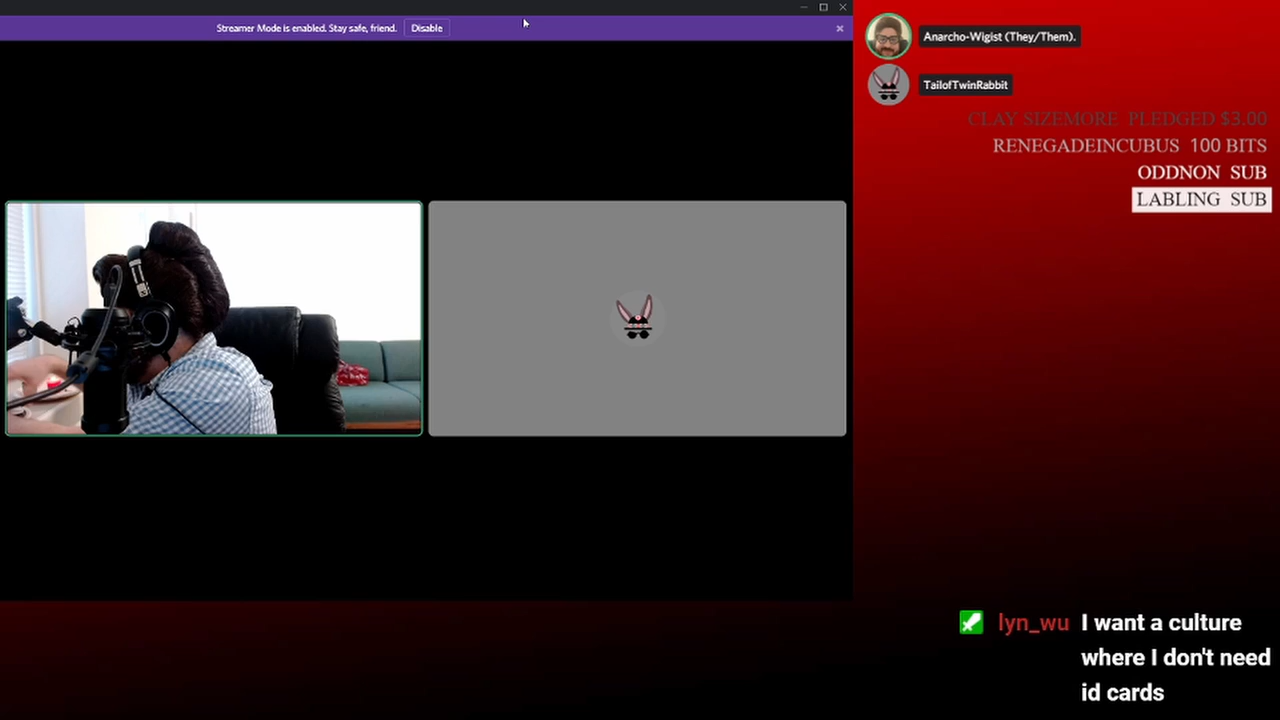 Streamer Mode is enabled. Stay safe, friend. Disable
Anarcho-Wigist (They/Them).
TailofTwinRabbit
CLAY SIZEMORE PLEDGED $3.00
RENEGADEINCUBUS 100 BITS
ODDNON SUB
LABLING SUB
lyn_wu I want a culture
where I don't need
id cards